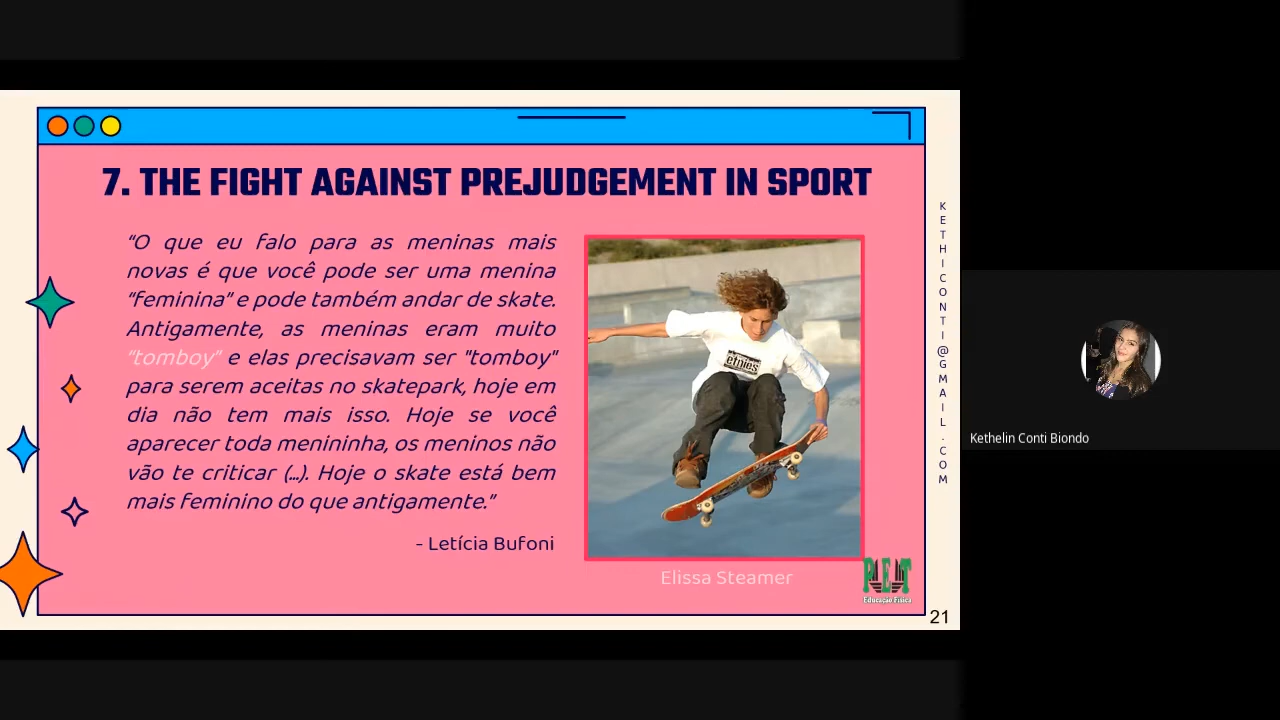 7. THE FIGHT AGAINST PREJUDGEMENT IN SPORT
“O que eu falo para as meninas mais
novas é que você pode ser uma menina
“feminina” e pode também andar de skate.
Antigamente, as meninas eram muito
“tomboy” e elas precisavam ser "tomboy"
para serem aceitas no skatepark, hoje em
dia não tem mais isso. Hoje se você
aparecer toda menininha, os meninos não
vão te criticar (...). Hoje o skate está bem
mais feminino do que antigamente.”
- Letícia Bufoni
etnies
Elissa Steamer
PET
Educação Física
21
KETHICONTI@GMAIL.COM
Kethelin Conti Biondo